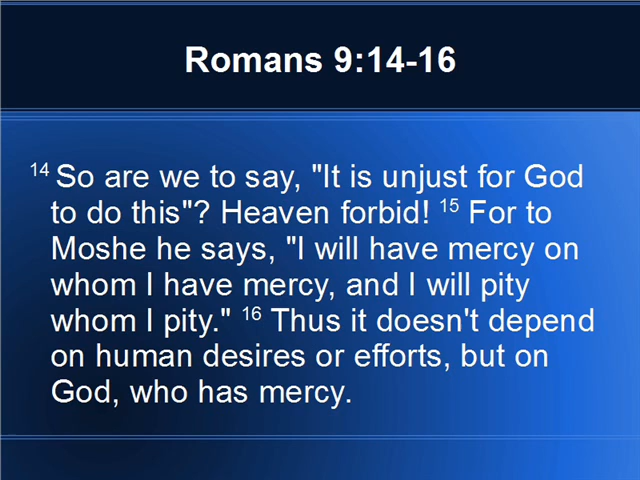 Romans 9:14-16
14 So are we to say, "It is unjust for God
to do this"? Heaven forbid! 15 For to
Moshe he says, "I will have mercy on
whom I have mercy, and I will pity
whom I pity." 16 Thus it doesn't depend
on human desires or efforts, but on
God, who has mercy.